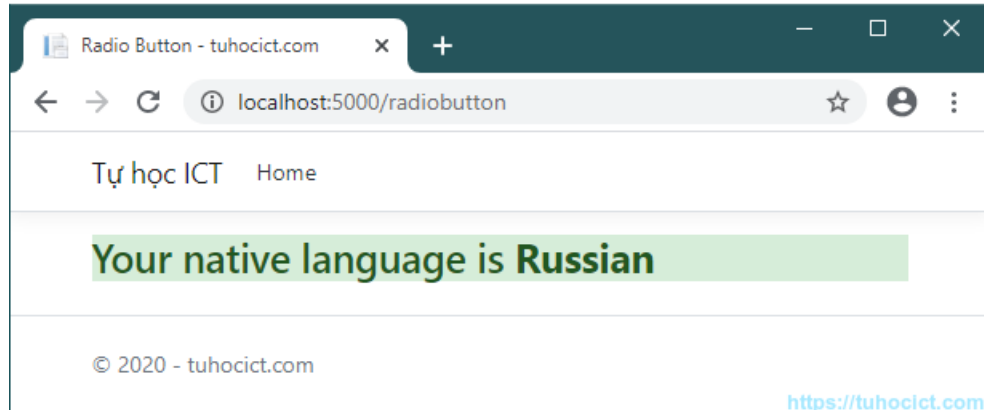 Radio Button - tuhocict.com
localhost:5000/radiobutton
Tự học ICT Home
Your native language is Russian
© 2020 - tuhocict.com
https://tuhocict.com